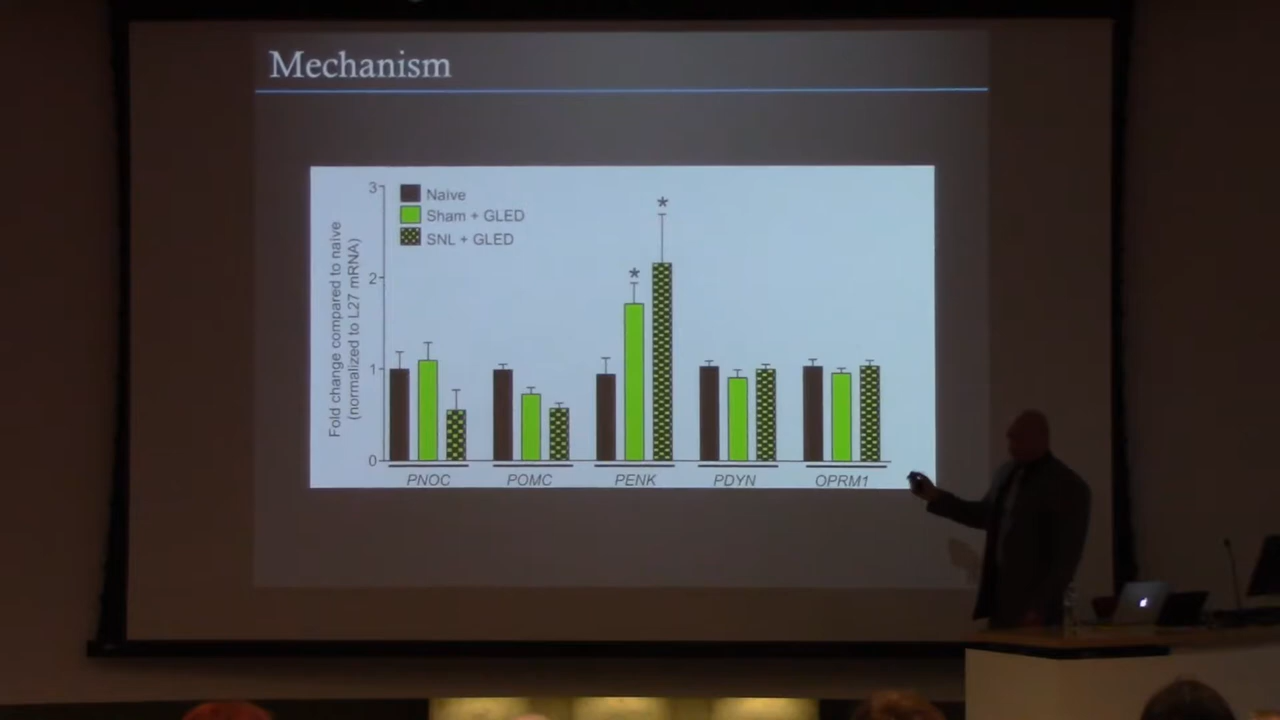 Mechanism
Fold change compared to naive
(normalized to L27 mRNA)
3
2
1
0
Naive
Sham + GLED
SNL + GLED
*
*
PNOC
POMC
PENK
PDYN
OPRM1